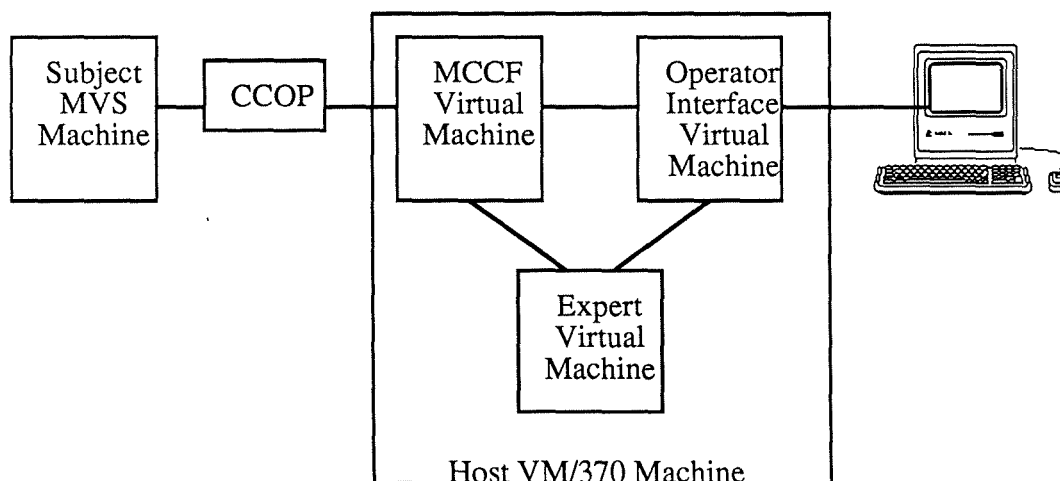 Subject
MVS
Machine
CCOP
MCCF
Virtual
Machine
Operator
Interface
Virtual
Machine
Expert
Virtual
Machine
Host VM/370 Machine